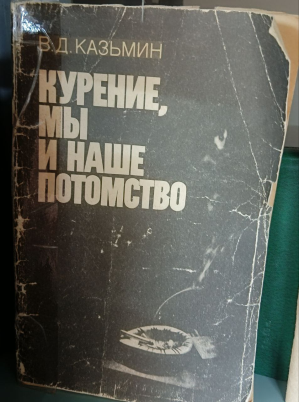 В.Д. КАЗЬМИН
КУРЕНИЕ,
МЫ
И НАШЕ
ПОТОМСТВО